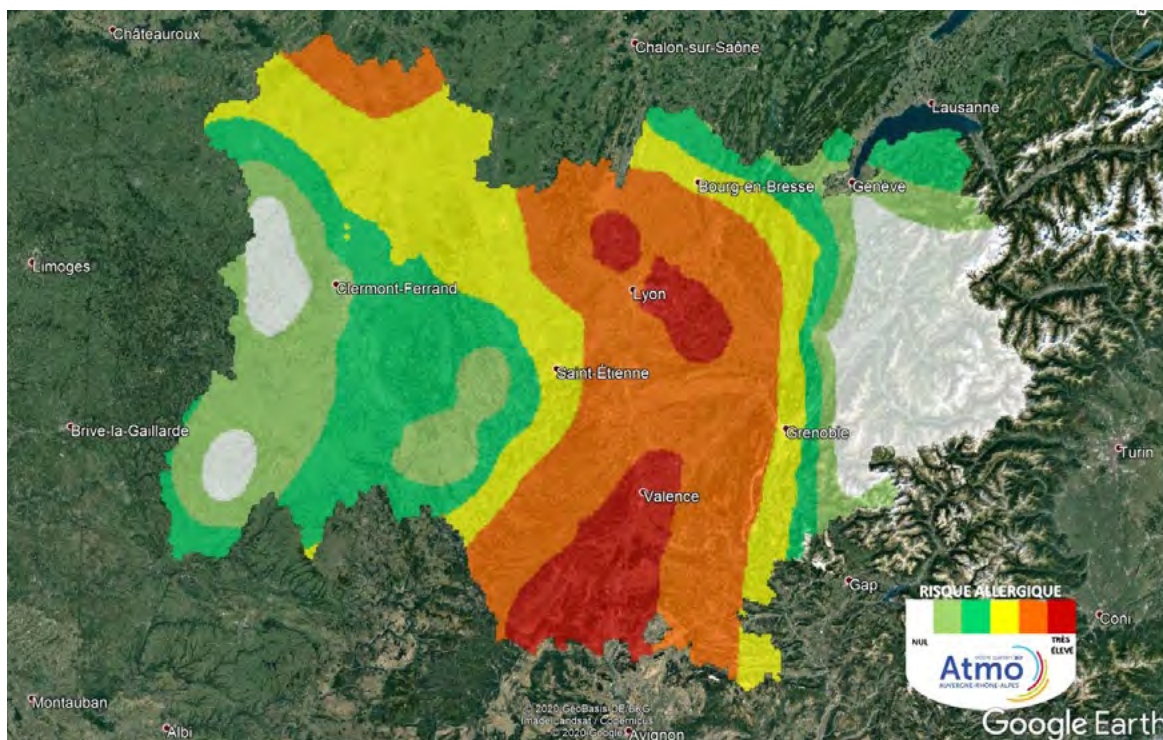 Châteauroux
Chalon-sur-Saône
Lausanne
Bourg-en-Bresse
Genève
Limoges
Clermont-Ferrand
Lyon
Saint-Étienne
Brive-la-Gaillarde
Grenoble
Turin
Valence
Gap
RISQUE ALLERGIQUE
Coni
NUL
TRÈS
ÉLEVÉ
Atmo
AUVERGNE-RHÔNE-ALPES
Montauban
Albi
© 2020 GeoBasis-DE/BKG
Image Landsat / Copernicus
© 2020 Google
Avignon
Google Earth